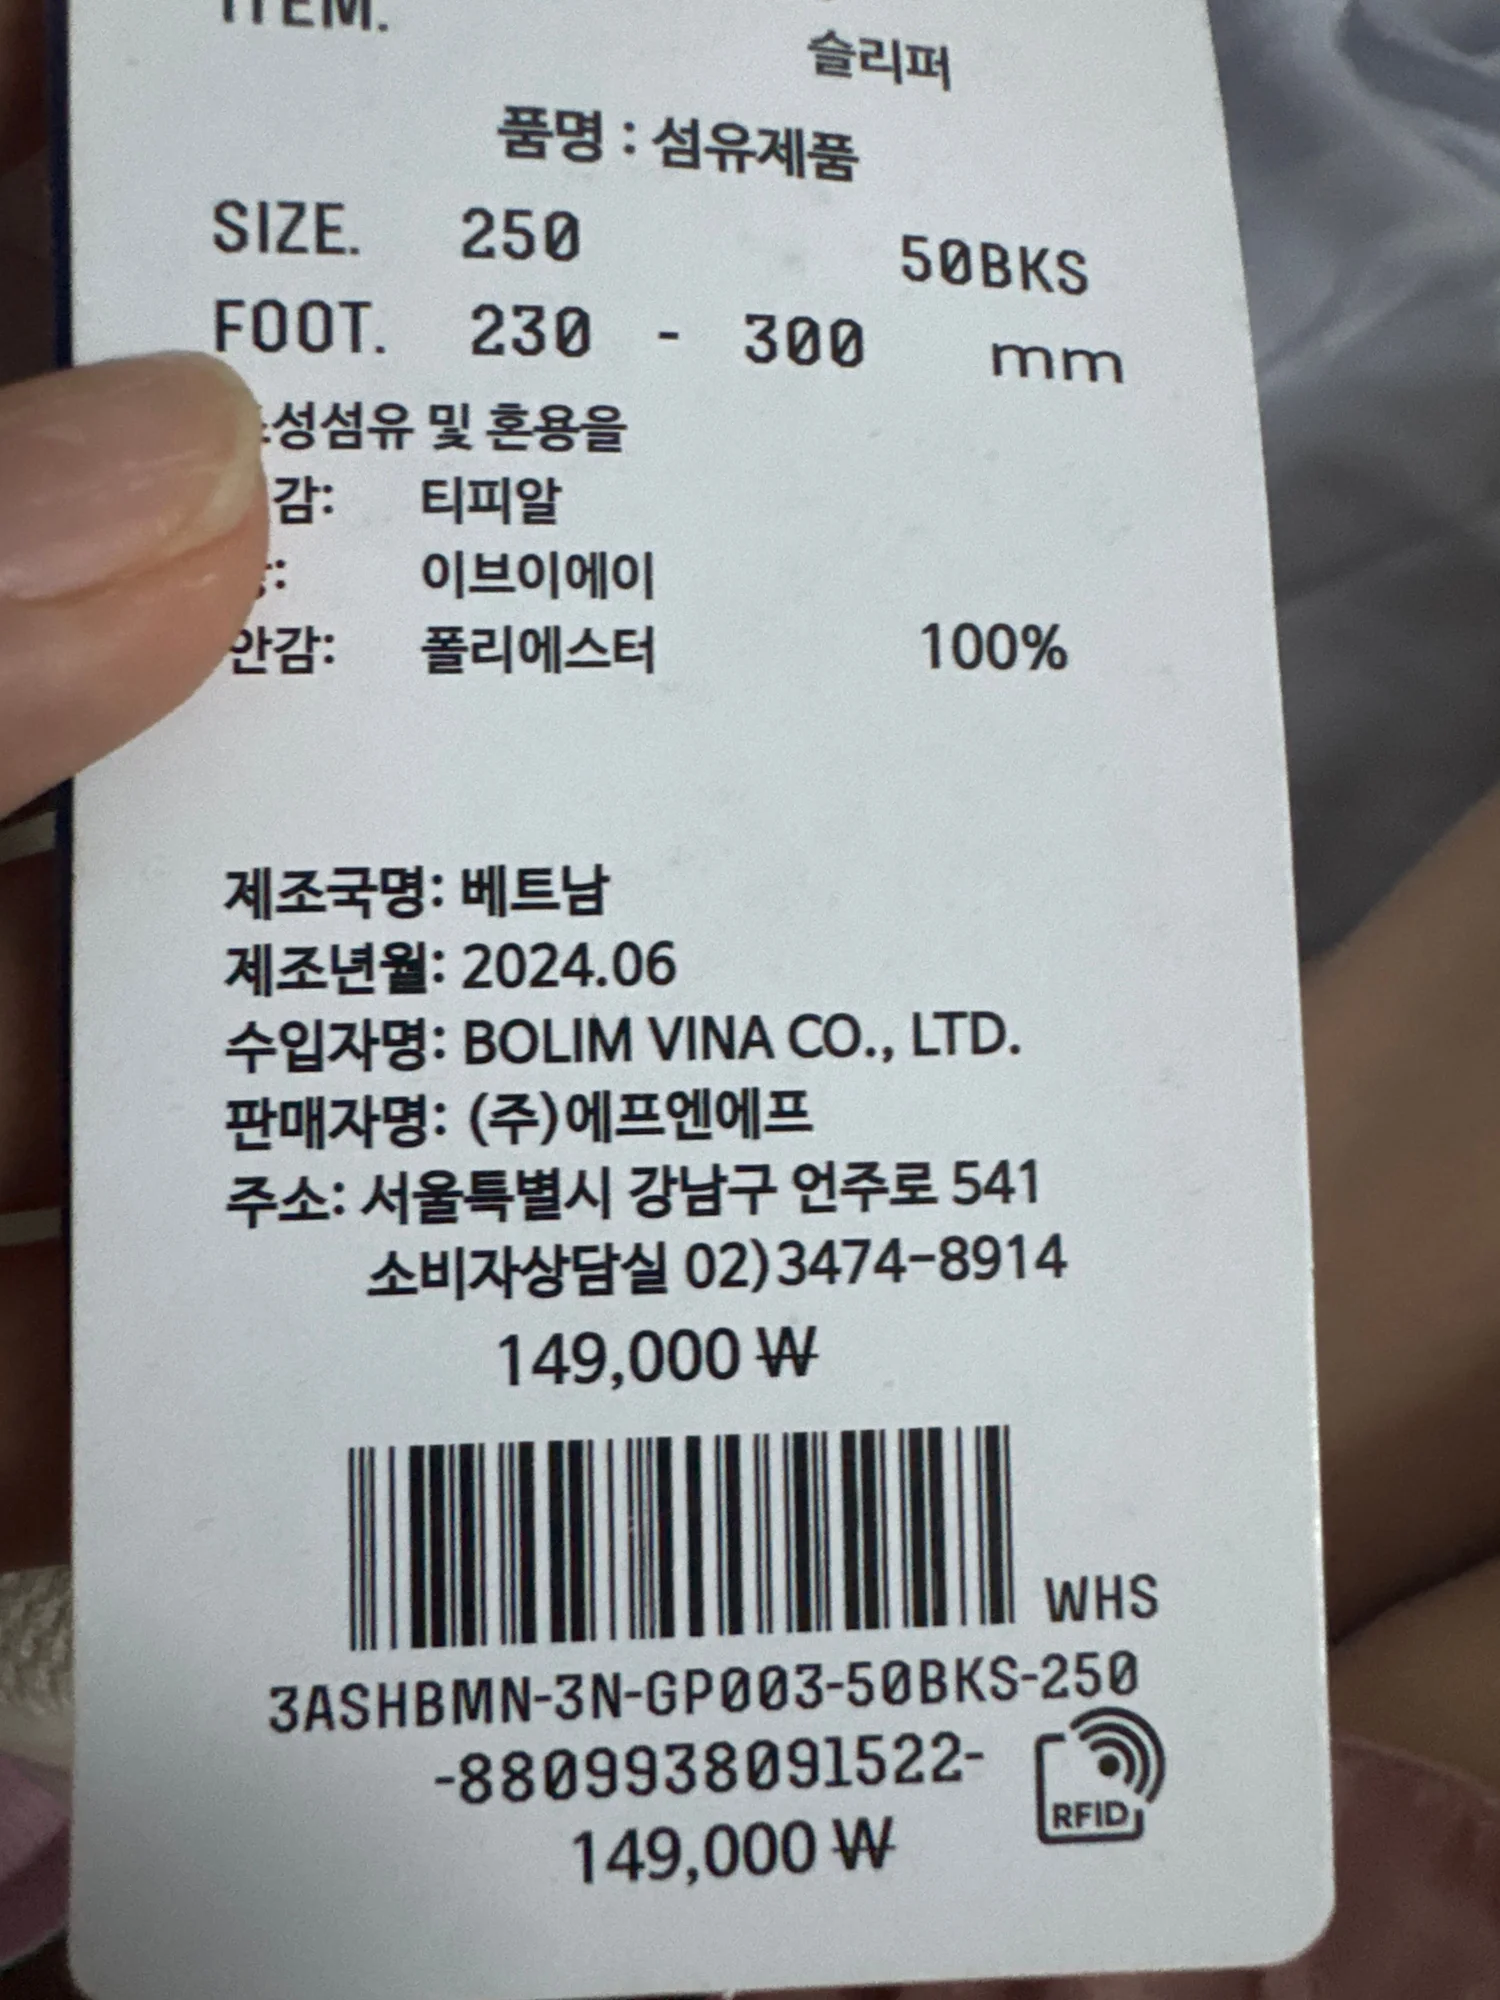 ITEM.
슬리퍼
품명 : 섬유제품
SIZE. 250 50BKS
FOOT. 230 - 300 mm
성섬유 및 혼용율
감: 티피알
: 이브이에이
안감: 폴리에스터 100%
제조국명: 베트남
제조년월: 2024.06
수입자명: BOLIM VINA CO., LTD.
판매자명: (주)에프엔에프
주소: 서울특별시 강남구 언주로 541
소비자상담실 02)3474-8914
149,000 ₩
WHS
3ASHBMN-3N-GP003-50BKS-250
-8809938091522-
RFID
149,000 ₩